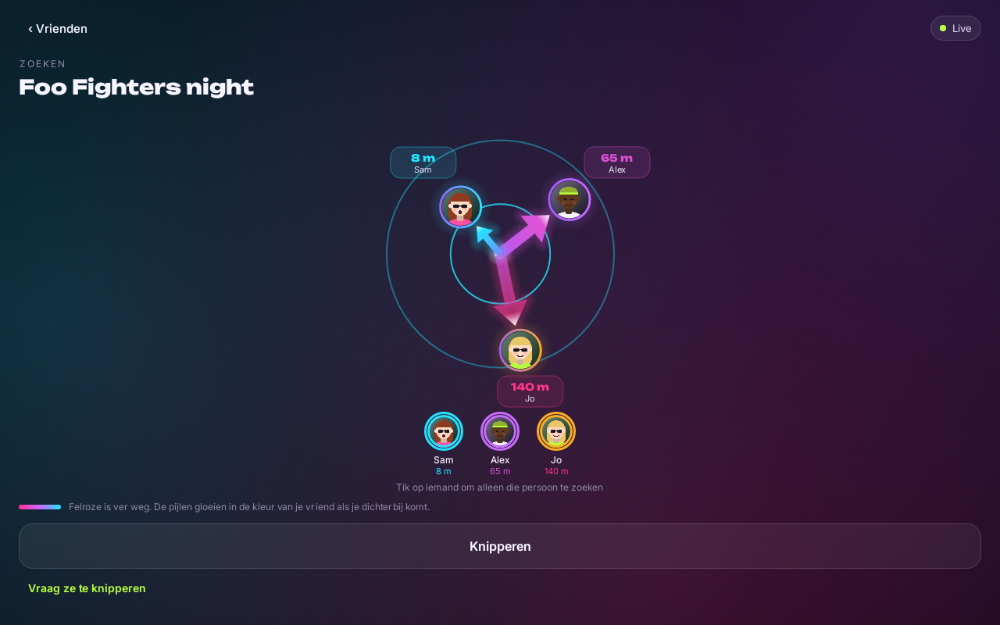 ‹ Vrienden
Live
ZOEKEN
Foo Fighters night
8 m
Sam
65 m
Alex
140 m
Jo
Sam
8 m
Alex
65 m
Jo
140 m
Tik op iemand om alleen die persoon te zoeken
Felroze is ver weg. De pijlen gloeien in de kleur van je vriend als je dichterbij komt.
Knipperen
Vraag ze te knipperen